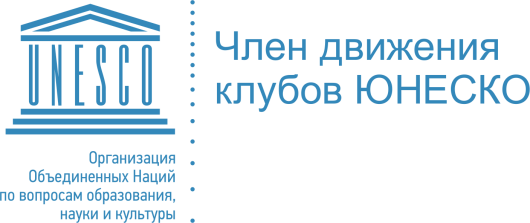 UNESCO
Организация
Объединенных Наций
по вопросам образования,
науки и культуры
Член движения
клубов ЮНЕСКО